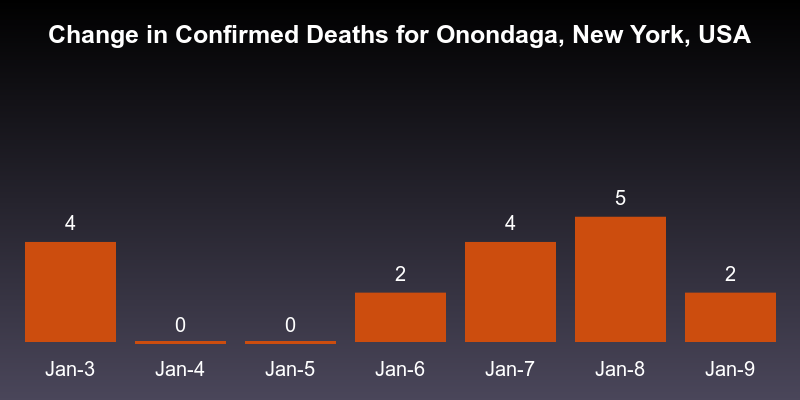 Change in Confirmed Deaths for Onondaga, New York, USA
4 0 0 2 4 5 2
Jan-3 Jan-4 Jan-5 Jan-6 Jan-7 Jan-8 Jan-9